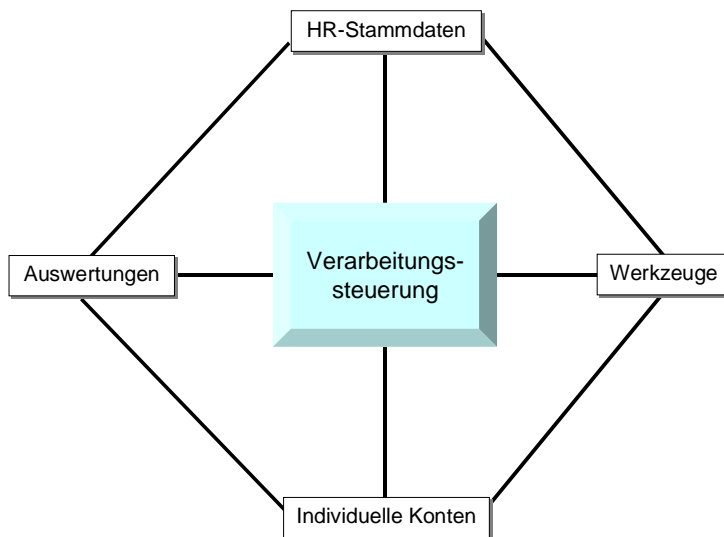 HR-Stammdaten
Auswertungen
Verarbeitungs-
steuerung
Werkzeuge
Individuelle Konten